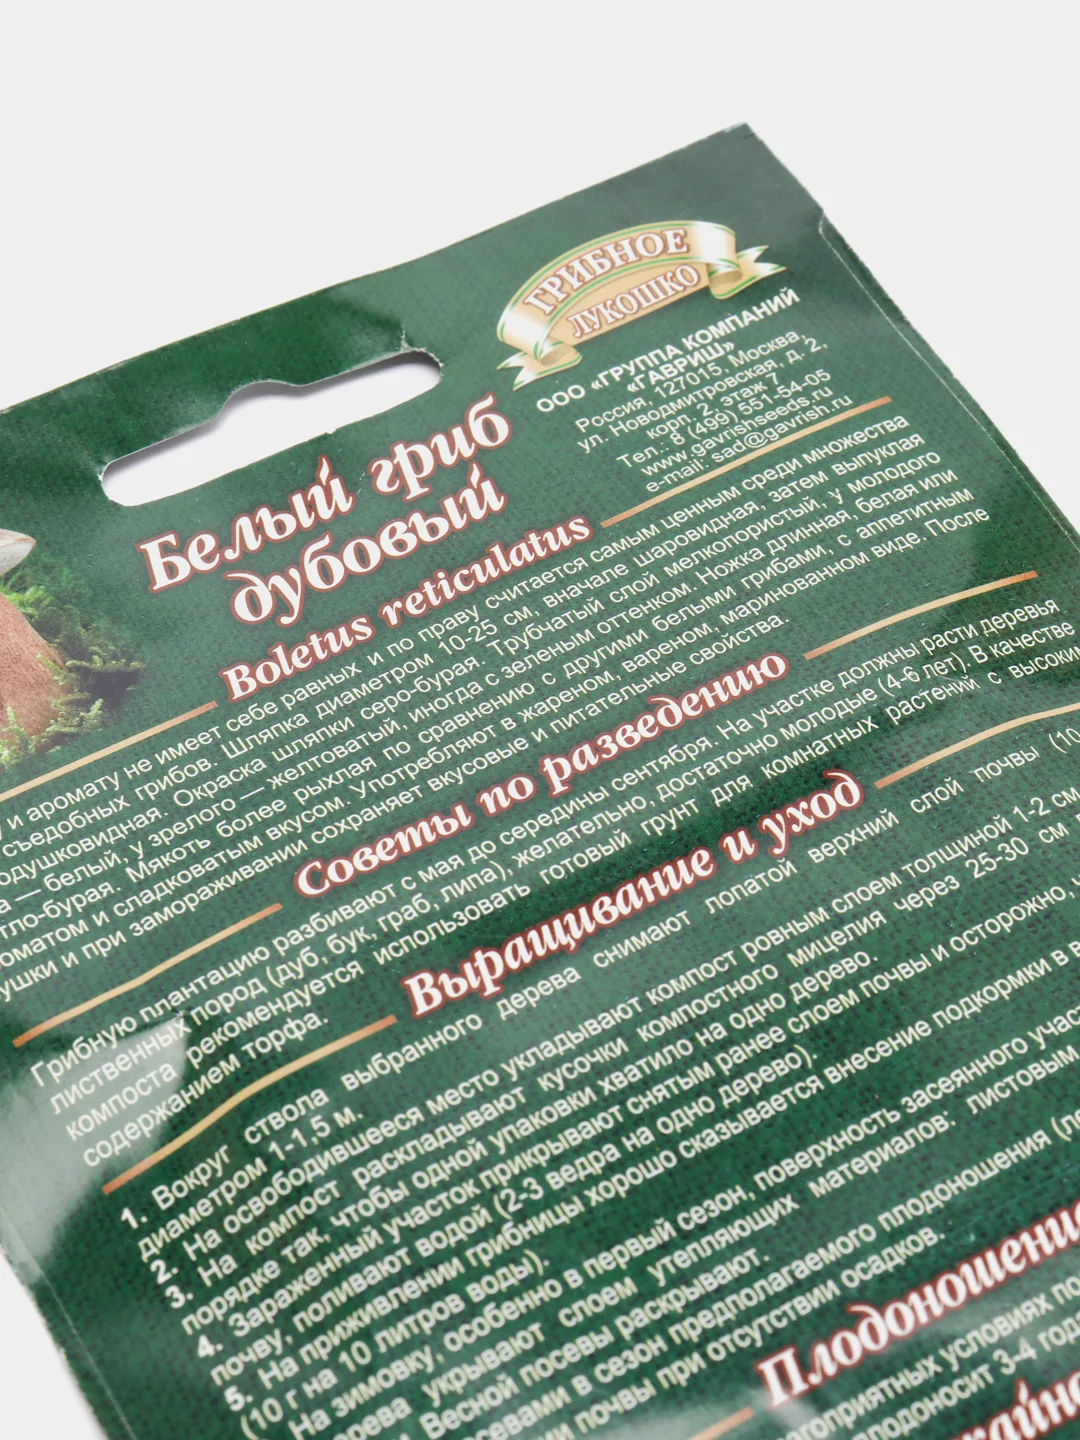 ГРИБНОЕ
ЛУКОШКО
ООО «ГРУППА КОМПАНИЙ
«ГАВРИШ»
Россия, 127015, Москва,
ул. Новодмитровская, д. 2,
корп. 2, этаж 7
Тел.: 8 (499) 551-54-05
www.gavrishseeds.ru
e-mail: sad@gavrish.ru
Белый гриб
дубовый
Boletus reticulatus
и аромату не имеет себе равных и по праву считается самым ценным среди множества
съедобных грибов. Шляпка диаметром 10-25 см, вначале шаровидная, затем выпуклая
Окраска шляпки серо-бурая. Трубчатый слой мелкопористый, у молодого
— белый, у зрелого — желтоватый, иногда с зеленым оттенком. Ножка длинная, белая или
Мякоть более рыхлая по сравнению с другими белыми грибами, с аппетитным
и сладковатым вкусом. Употребляют в жареном, вареном, маринованном виде. После
и при замораживании сохраняет вкусовые и питательные свойства.
Советы по разведению
Грибную плантацию разбивают с мая до середины сентября. На участке должны расти деревья
лиственных пород (дуб, бук, граб, липа), желательно, достаточно молодые (4-6 лет). В качестве
компоста рекомендуется использовать готовый грунт для комнатных растений с
содержанием торфа.
Выращивание и уход
1. Вокруг ствола выбранного дерева снимают лопатой верхний слой почвы (10
диаметром 1-1,5 м.
2. На освободившееся место укладывают компост ровным слоем толщиной 1-2 см
3. На компост раскладывают кусочки компостного мицелия через 25-30 см
порядке так, чтобы одной упаковки хватило на одно дерево.
4. Зараженный участок прикрывают снятым ранее слоем почвы и осторожно,
почву, поливают водой (2-3 ведра на одно дерево).
5. На приживлении грибницы хорошо сказывается внесение подкормки в
(10 г на 10 литров воды).
На зимовку, особенно в первый сезон, поверхность засеянного
укрывают слоем утепляющих материалов: листовым
Весной посевы раскрывают.
в сезон предполагаемого плодоношения
почвы при отсутствии осадков.
Плодоношение
условиях
плодоносит 3-4